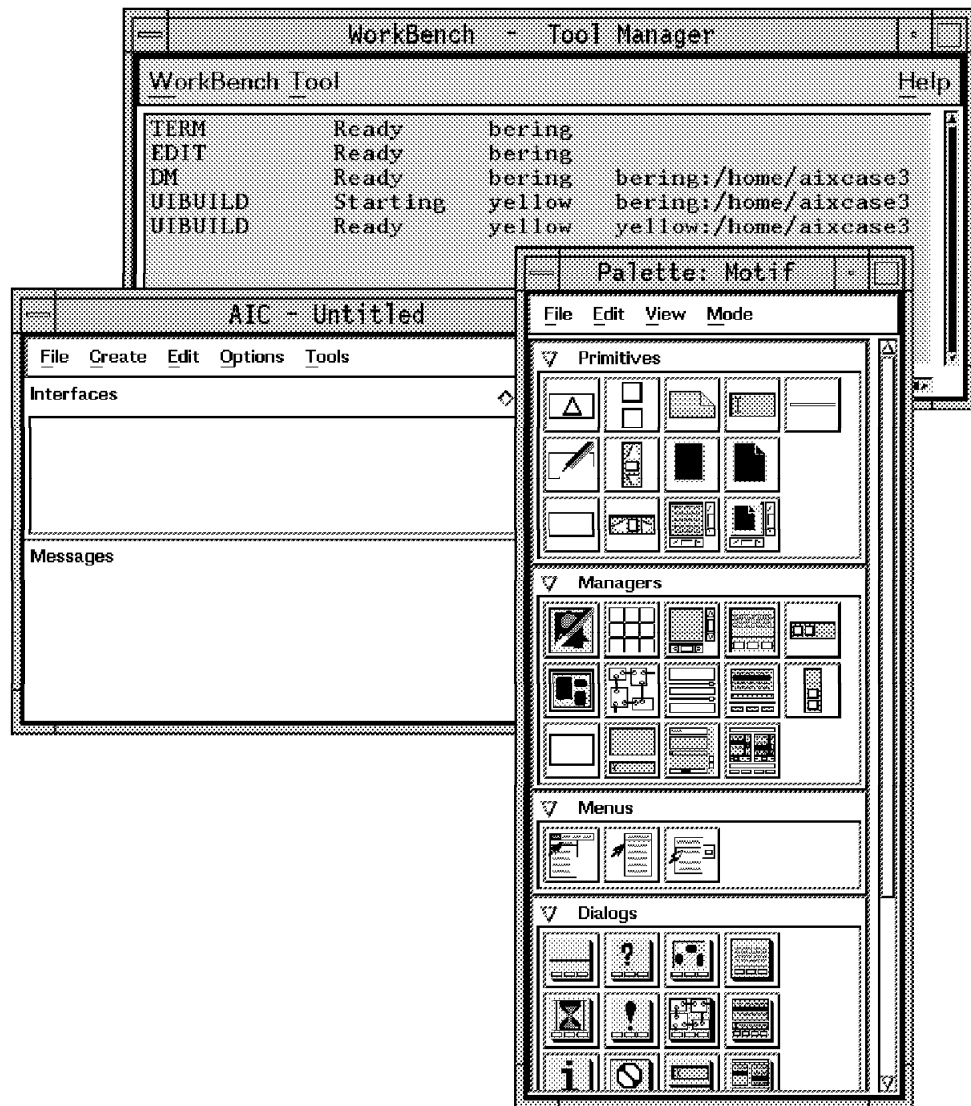 WorkBench - Tool Manager
WorkBench Tool Help
TERM Ready bering
EDIT Ready bering
DM Ready bering bering:/home/aixcase3
UIBUILD Starting yellow bering:/home/aixcase3
UIBUILD Ready yellow yellow:/home/aixcase3
AIC - Untitled
File Create Edit Options Tools
Interfaces
Messages
Palette: Motif
File Edit View Mode
Primitives
Managers
Menus
Dialogs
?
!
i